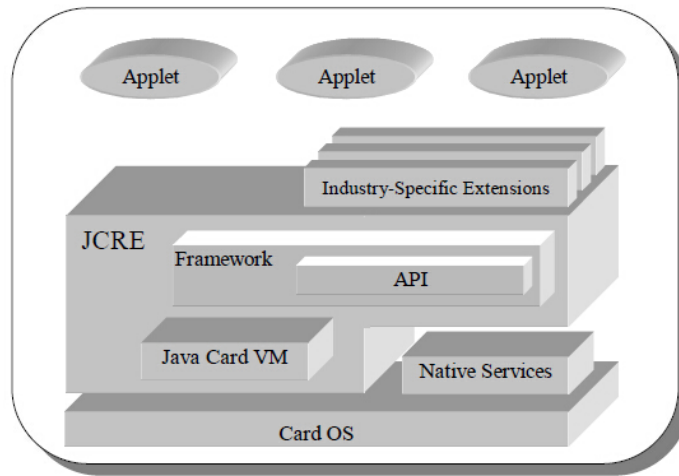 Applet
Applet
Applet
Industry-Specific Extensions
JCRE
Framework
API
Java Card VM
Native Services
Card OS